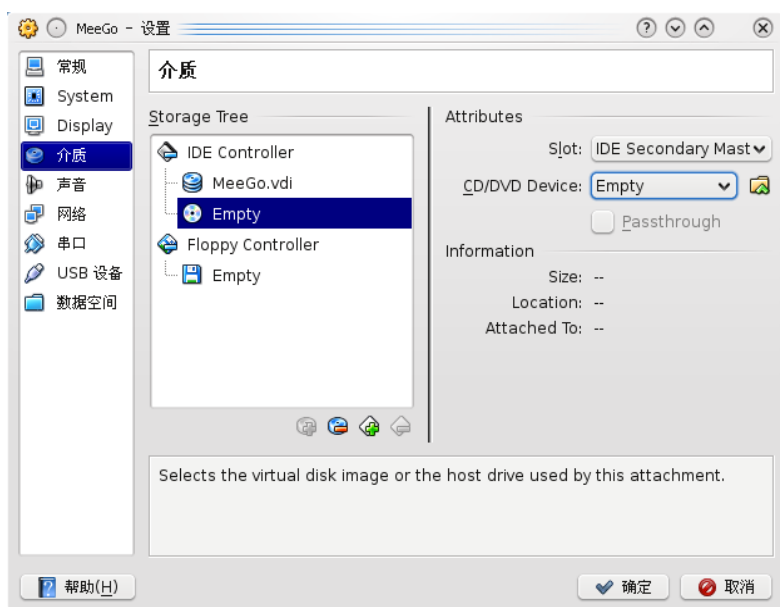 MeeGo - 设置
常规
System
Display
介质
声音
网络
串口
USB 设备
数据空间
介质
Storage Tree
IDE Controller
MeeGo.vdi
Empty
Floppy Controller
Empty
Attributes
Slot: IDE Secondary Mast
CD/DVD Device: Empty
Passthrough
Information
Size: --
Location: --
Attached To: --
Selects the virtual disk image or the host drive used by this attachment.
帮助(H)
确定
取消